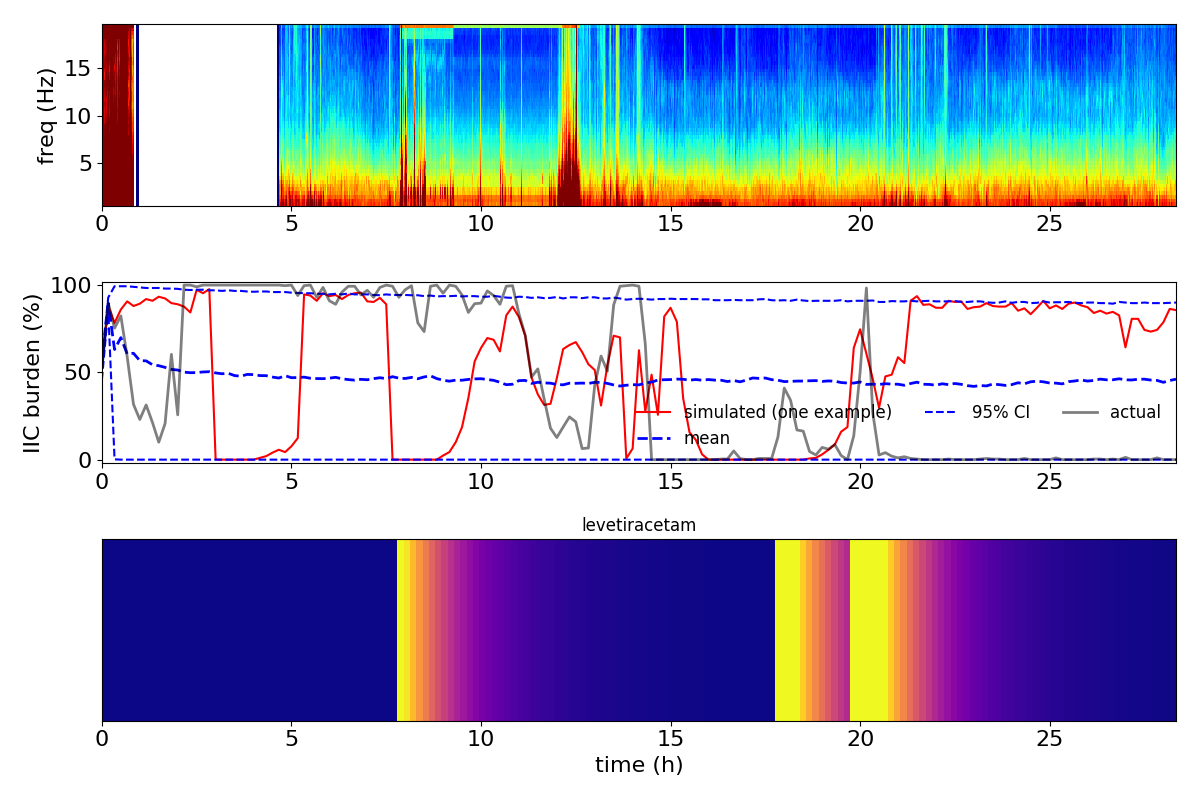 freq (Hz)
15
10
5
0 5 10 15 20 25
IIC burden (%)
100
50
0
simulated (one example) 95% CI actual
mean
0 5 10 15 20 25
levetiracetam
0 5 10 15 20 25
time (h)